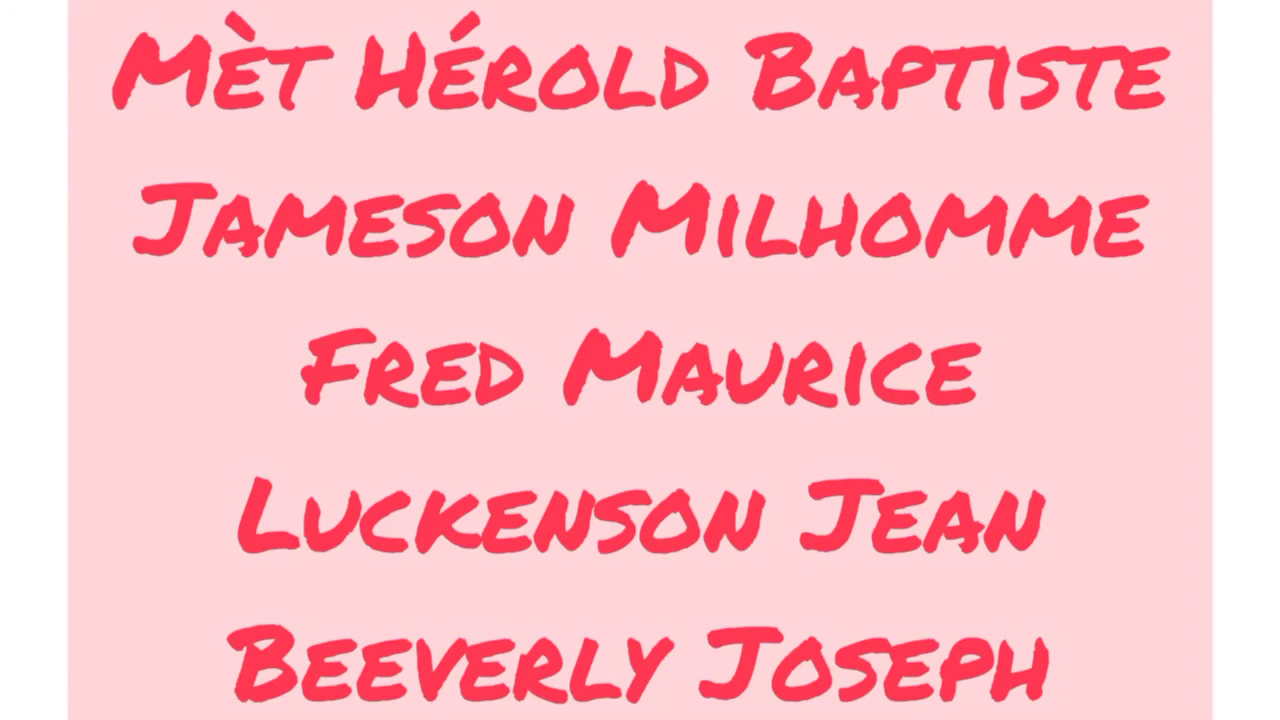 Mèt Hérold Baptiste
Jameson Milhomme
Fred Maurice
Luckenson Jean
Beeverly Joseph